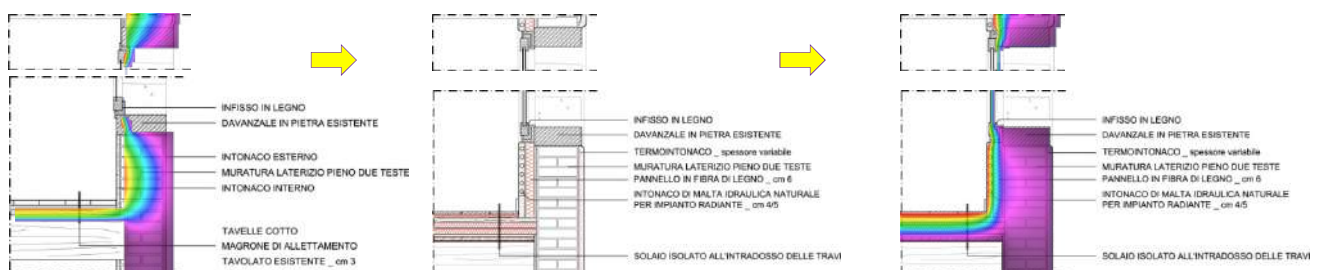 INFISSO IN LEGNO
DAVANZALE IN PIETRA ESISTENTE
INTONACO ESTERNO
MURATURA LATERIZIO PIENO DUE TESTE
INTONACO INTERNO
TAVELLE COTTO
MAGRONE DI ALLETTAMENTO
TAVOLATO ESISTENTE _ cm 3
INFISSO IN LEGNO
DAVANZALE IN PIETRA ESISTENTE
TERMOINTONACO _ spessore variabile
MURATURA LATERIZIO PIENO DUE TESTE
PANNELLO IN FIBRA DI LEGNO _ cm 6
INTONACO DI MALTA IDRAULICA NATURALE
PER IMPIANTO RADIANTE _ cm 4/5
SOLAIO ISOLATO ALL'INTRADOSSO DELLE TRAVI
INFISSO IN LEGNO
DAVANZALE IN PIETRA ESISTENTE
TERMOINTONACO _ spessore variabile
MURATURA LATERIZIO PIENO DUE TESTE
PANNELLO IN FIBRA DI LEGNO _ cm 6
INTONACO DI MALTA IDRAULICA NATURALE
PER IMPIANTO RADIANTE _ cm 4/5
SOLAIO ISOLATO ALL'INTRADOSSO DELLE TRAVI